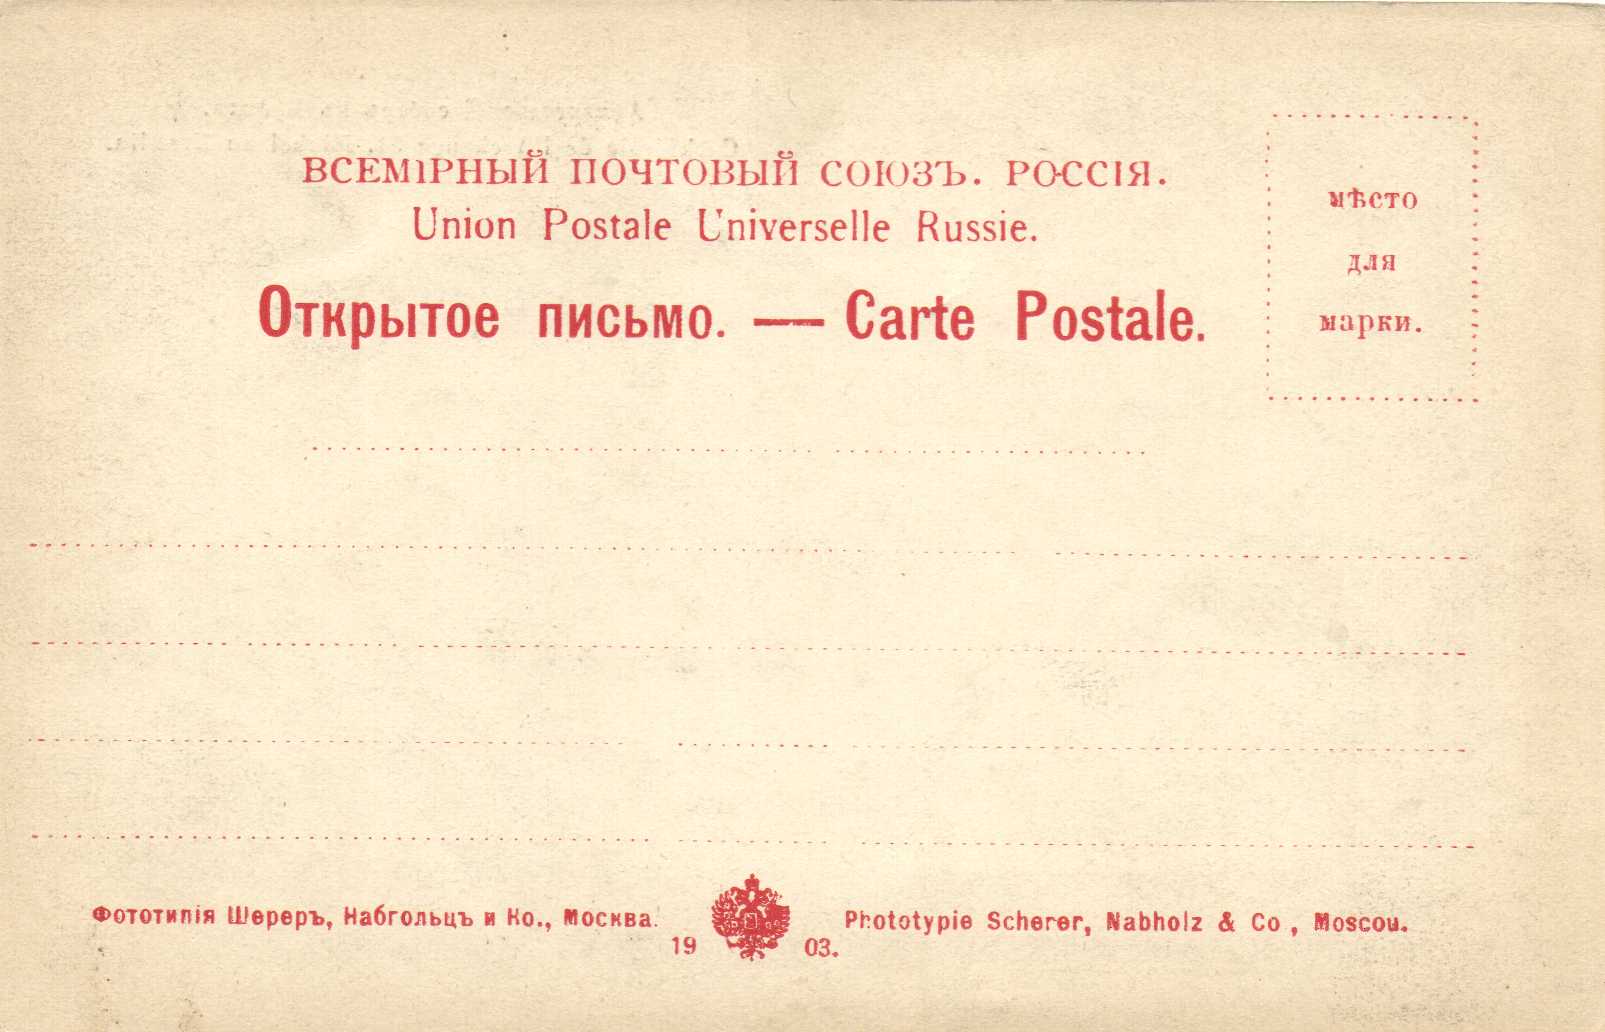 ВСЕМІРНЫЙ ПОЧТОВЫЙ СОЮЗЪ. РОССІЯ.
Union Postale Universelle Russie.
Открытое письмо. — Carte Postale.
мѣсто
для
марки.
Фототипія Шереръ, Набгольцъ и Ко., Москва.
19 03.
Phototypie Scherer, Nabholz & Co , Moscou.